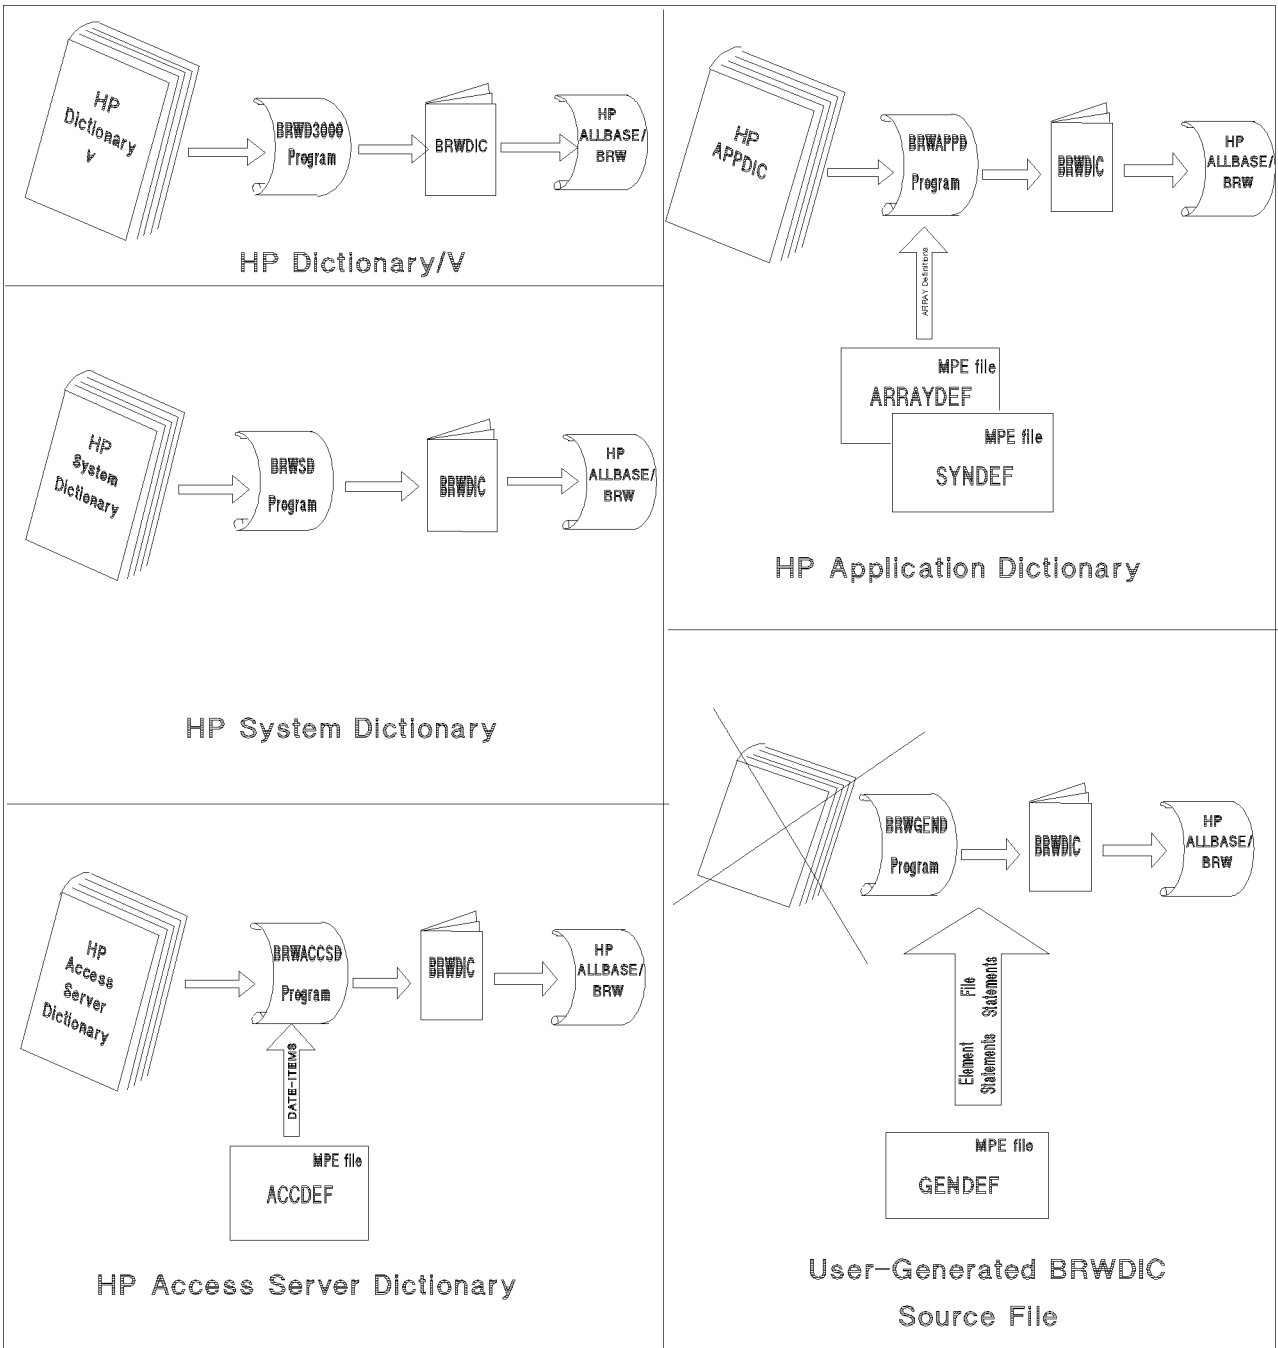 HP
Dictionary
V
BRWD3000
Program
BRWDIC
HP
ALLBASE/
BRW
HP Dictionary/V
HP
System
Dictionary
BRWSD
Program
BRWDIC
HP
ALLBASE/
BRW
HP System Dictionary
HP
Access
Server
Dictionary
BRWACCSD
Program
BRWDIC
HP
ALLBASE/
BRW
DATE-ITEMS
MPE file
ACCDEF
HP Access Server Dictionary
HP
APPDIC
BRWAPPD
Program
BRWDIC
HP
ALLBASE/
BRW
ARRAY Definitions
MPE file
ARRAYDEF
MPE file
SYNDEF
HP Application Dictionary
BRWGEND
Program
BRWDIC
HP
ALLBASE/
BRW
Element File
Statements Statements
MPE file
GENDEF
User-Generated BRWDIC
Source File